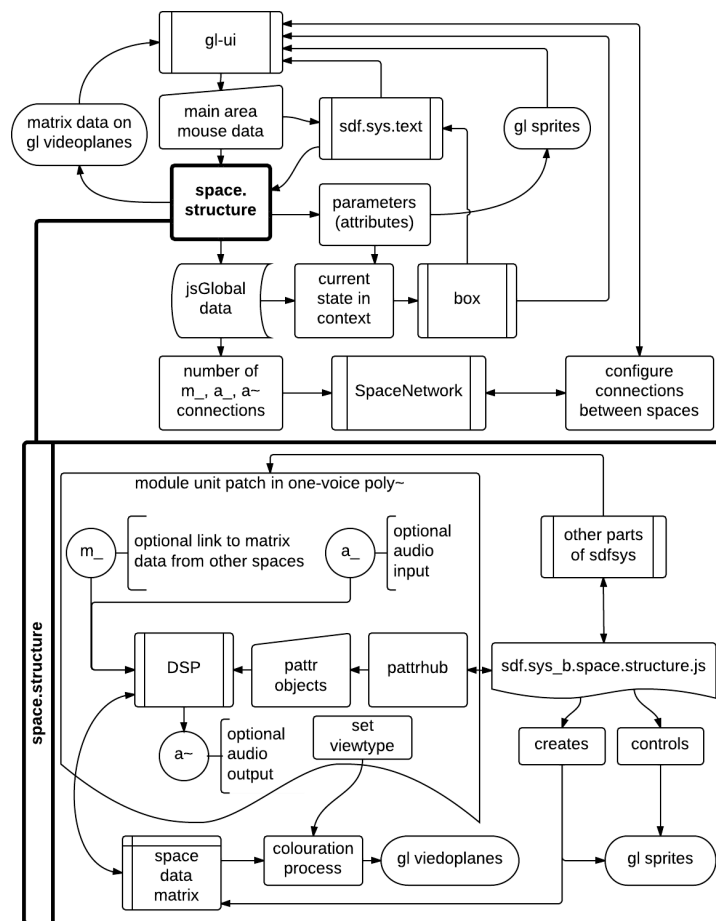 gl-ui
matrix data on
gl videoplanes
main area
mouse data
sdf.sys.text
gl sprites
space.
structure
parameters
(attributes)
jsGlobal
data
current
state in
context
box
number of
m_, a_, a~
connections
SpaceNetwork
configure
connections
between spaces
space.structure
module unit patch in one-voice poly~
m_
optional link to matrix
data from other spaces
a_
optional
audio
input
other parts
of sdfsys
DSP
pattr
objects
pattrhub
sdf.sys_b.space.structure.js
a~
optional
audio
output
set
viewtype
creates
controls
space
data
matrix
colouration
process
gl viedoplanes
gl sprites